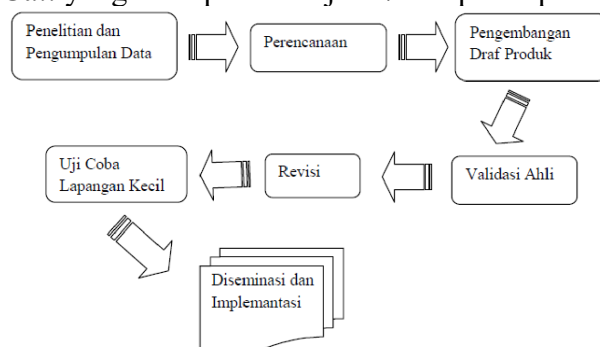 Penelitian dan
Pengumpulan Data
Perencanaan
Pengembangan
Draf Produk
Validasi Ahli
Revisi
Uji Coba
Lapangan Kecil
Diseminasi dan
Implemantasi